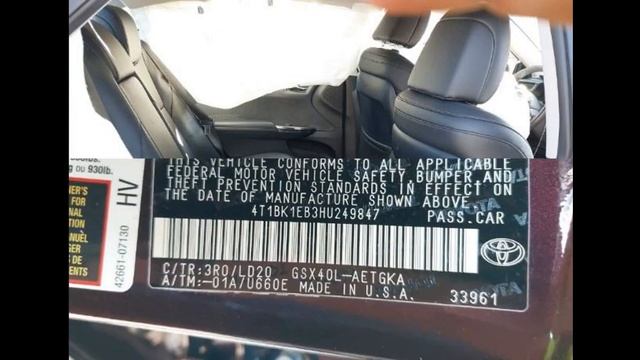 THIS VEHICLE CONFORMS TO ALL APPLICABLE
FEDERAL MOTOR VEHICLE SAFETY, BUMPER, AND
THEFT PREVENTION STANDARDS IN EFFECT ON
THE DATE OF MANUFACTURE SHOWN ABOVE.
4T1BK1EB3HU249847 PASS.CAR
C/TR:3R0/LD20 GSX40L-AETGKA
A/TM:-01A/U660E MADE IN U.S.A.
33961
ou 930lb.
HV
42661-07130